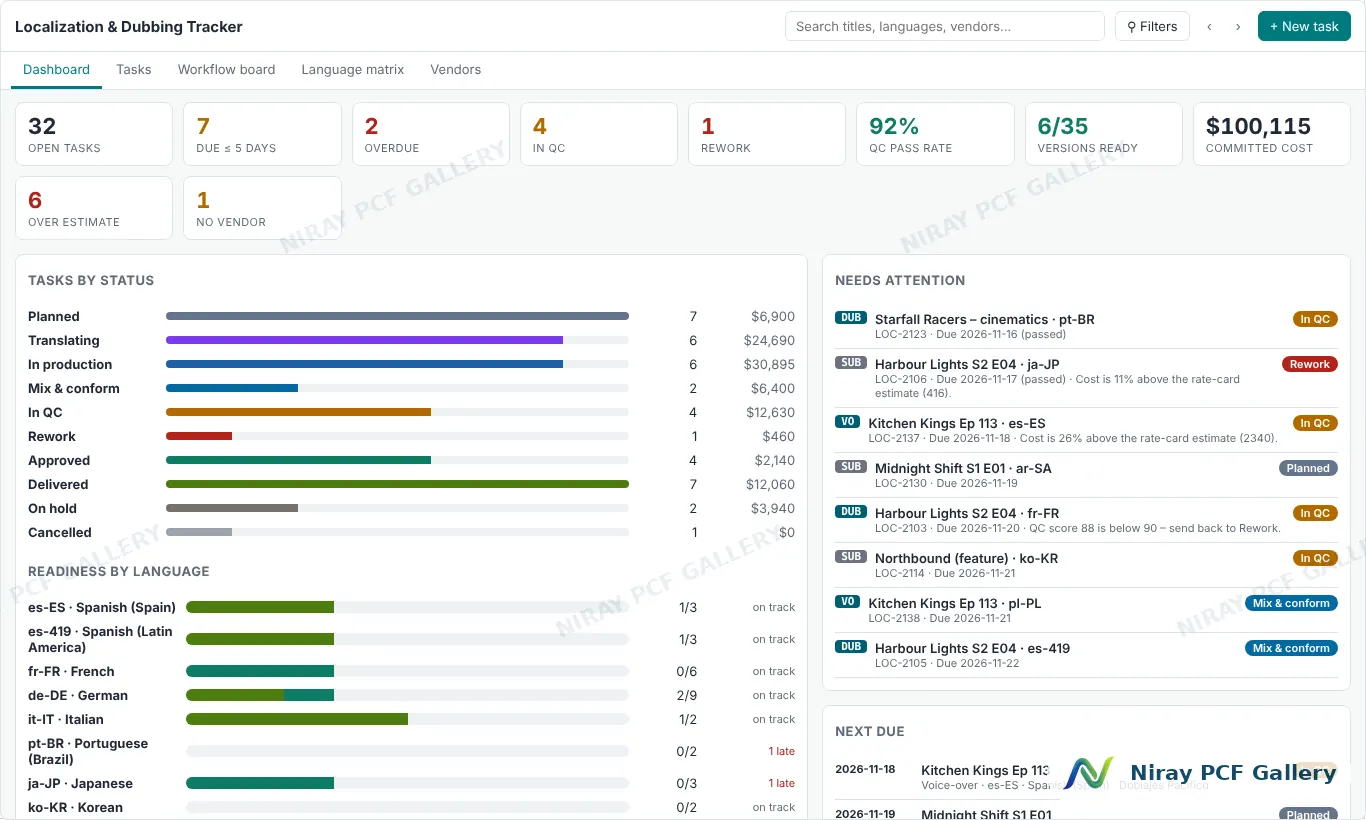 Localization & Dubbing Tracker
Search titles, languages, vendors...
Filters
‹ ›
+ New task
Dashboard Tasks Workflow board Language matrix Vendors
32
OPEN TASKS
7
DUE ≤ 5 DAYS
2
OVERDUE
4
IN QC
1
REWORK
92%
QC PASS RATE
6/35
VERSIONS READY
$100,115
COMMITTED COST
6
OVER ESTIMATE
1
NO VENDOR
TASKS BY STATUS
Planned 7 $6,900
Translating 6 $24,690
In production 6 $30,895
Mix & conform 2 $6,400
In QC 4 $12,630
Rework 1 $460
Approved 4 $2,140
Delivered 7 $12,060
On hold 2 $3,940
Cancelled 1 $0
READINESS BY LANGUAGE
es-ES · Spanish (Spain) 1/3 on track
es-419 · Spanish (Latin
America) 1/3 on track
fr-FR · French 0/6 on track
de-DE · German 2/9 on track
it-IT · Italian 1/2 on track
pt-BR · Portuguese
(Brazil) 0/2 1 late
ja-JP · Japanese 0/3 1 late
ko-KR · Korean 0/2 on track
NEEDS ATTENTION
DUB Starfall Racers – cinematics · pt-BR In QC
LOC-2123 · Due 2026-11-16 (passed)
SUB Harbour Lights S2 E04 · ja-JP Rework
LOC-2106 · Due 2026-11-17 (passed) · Cost is 11% above the rate-card
estimate (416).
VO Kitchen Kings Ep 113 · es-ES In QC
LOC-2137 · Due 2026-11-18 · Cost is 26% above the rate-card estimate (2340).
SUB Midnight Shift S1 E01 · ar-SA Planned
LOC-2130 · Due 2026-11-19
DUB Harbour Lights S2 E04 · fr-FR In QC
LOC-2103 · Due 2026-11-20 · QC score 88 is below 90 – send back to Rework.
SUB Northbound (feature) · ko-KR In QC
LOC-2114 · Due 2026-11-21
VO Kitchen Kings Ep 113 · pl-PL Mix & conform
LOC-2138 · Due 2026-11-21
DUB Harbour Lights S2 E04 · es-419 Mix & conform
LOC-2105 · Due 2026-11-22
NEXT DUE
2026-11-18 Kitchen Kings Ep 113
Voice-over · es-ES · Spanish (Spain) · Doblajes Pacífico
2026-11-19 Midnight Shift S1 E01 Planned
Niray PCF Gallery
NIRAY PCF GALLERY
NIRAY PCF GALLERY
PCF GALLERY
NIRAY PCF GALLERY
NIRAY PCF GALLE